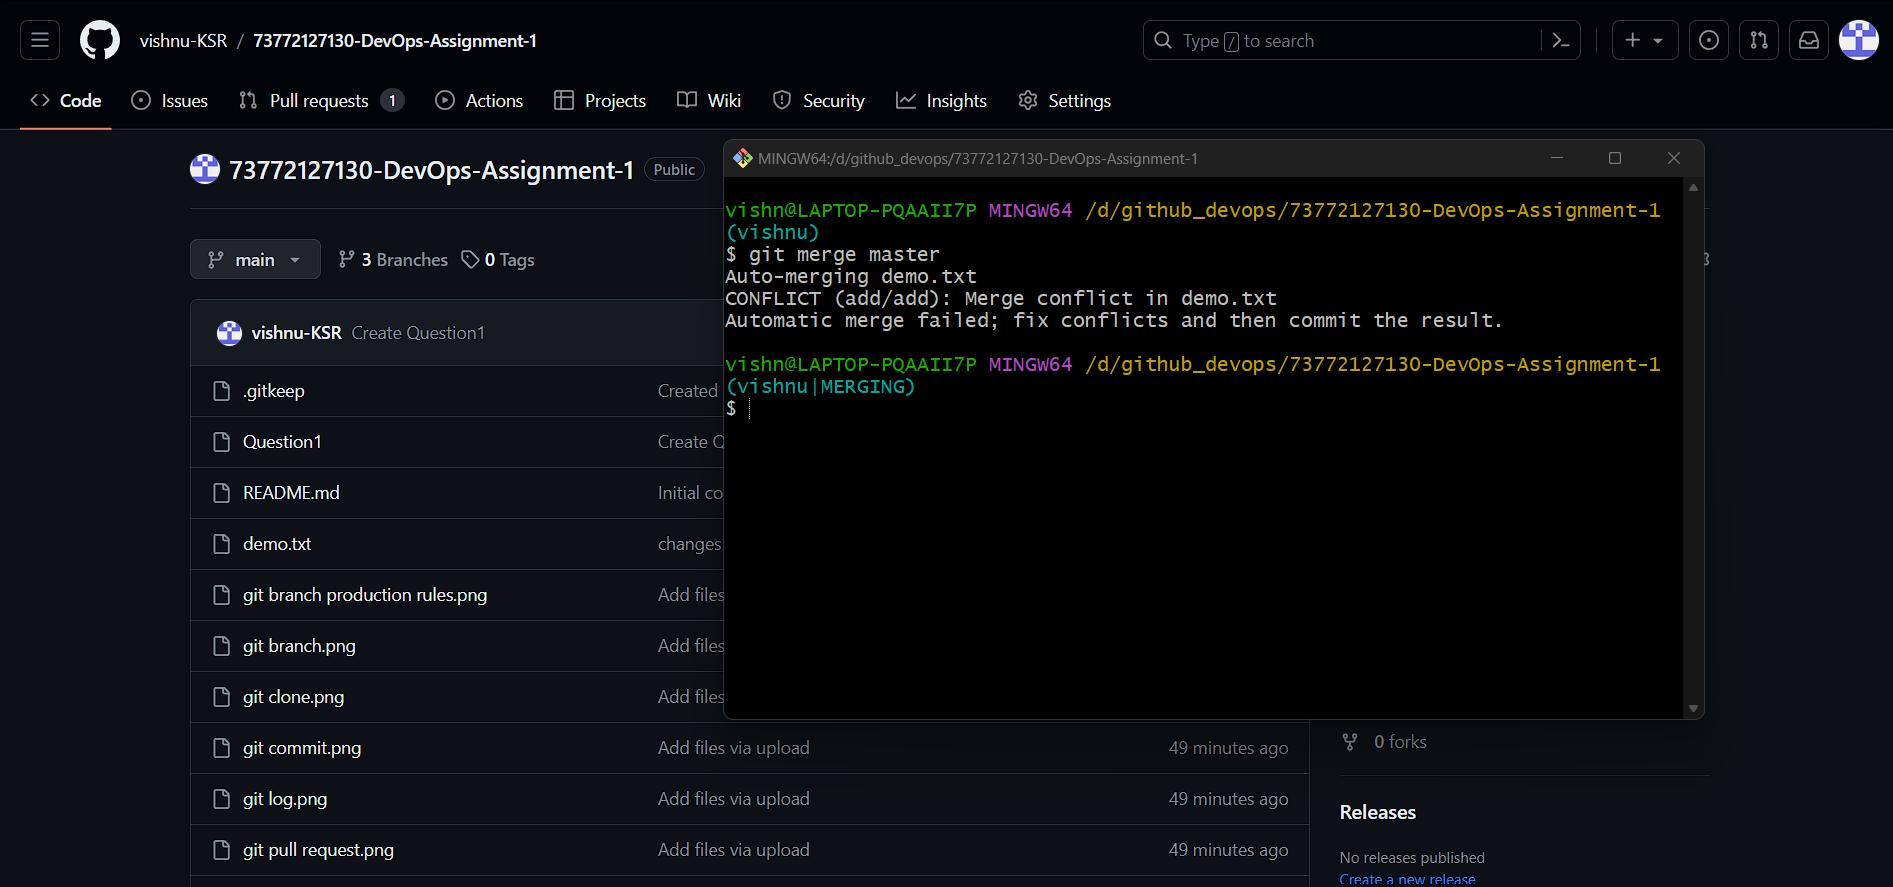 vishnu-KSR / 73772127130-DevOps-Assignment-1
Type / to search
Code Issues Pull requests 1 Actions Projects Wiki Security Insights Settings
73772127130-DevOps-Assignment-1 Public
main 3 Branches 0 Tags
vishnu-KSR Create Question1
.gitkeep Created
Question1 Create
README.md Initial
demo.txt changes
git branch production rules.png Add files
git branch.png Add files
git clone.png Add files
git commit.png Add files via upload 49 minutes ago
git log.png Add files via upload 49 minutes ago
git pull request.png Add files via upload 49 minutes ago
MINGW64:/d/github_devops/73772127130-DevOps-Assignment-1
vishn@LAPTOP-PQAAII7P MINGW64 /d/github_devops/73772127130-DevOps-Assignment-1
(vishnu)
$ git merge master
Auto-merging demo.txt
CONFLICT (add/add): Merge conflict in demo.txt
Automatic merge failed; fix conflicts and then commit the result.
vishn@LAPTOP-PQAAII7P MINGW64 /d/github_devops/73772127130-DevOps-Assignment-1
(vishnu|MERGING)
$
0 forks
Releases
No releases published
Create a new release